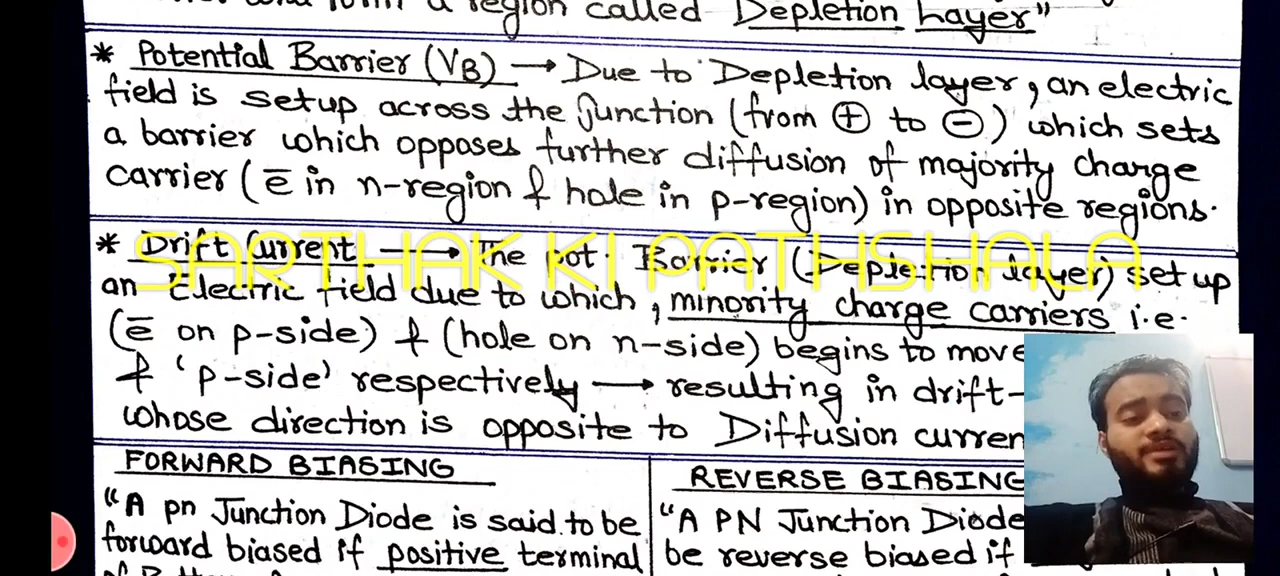 a region called Depletion Layer"
* Potential Barrier (VB) → Due to Depletion layer, an electric
field is setup across the Junction (from ⊕ to ⊖) which sets
a barrier which opposes further diffusion of majority charge
carrier (ē in n-region & hole in p-region) in opposite regions.
SARTHAK KI PATHSHALA
* Drift Current → The pot. Barrier (Depletion layer) set up
an Electric field due to which, minority charge carriers i.e.
(ē on p-side) & (hole on n-side) begins to move
& 'p-side' respectively → resulting in drift-
whose direction is opposite to Diffusion curren
FORWARD BIASING
"A pn Junction Diode is said to be
forward biased if positive terminal
REVERSE BIASING
"A PN Junction Diode
be reverse biased if